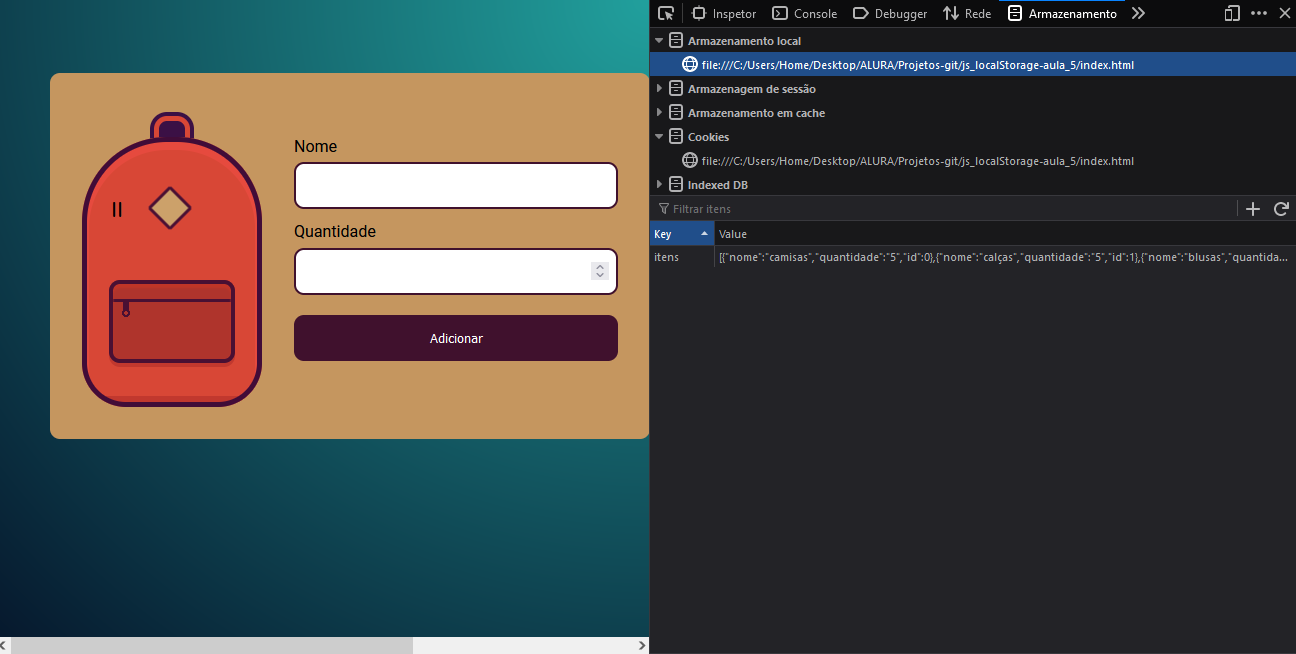 Inspetor Console Debugger Rede Armazenamento
Armazenamento local
file:///C:/Users/Home/Desktop/ALURA/Projetos-git/js_localStorage-aula_5/index.html
Armazenagem de sessão
Armazenamento em cache
Cookies
file:///C:/Users/Home/Desktop/ALURA/Projetos-git/js_localStorage-aula_5/index.html
Indexed DB
Filtrar itens
Key Value
itens [{"nome":"camisas","quantidade":"5","id":0},{"nome":"calças","quantidade":"5","id":1},{"nome":"blusas","quantida...
Nome
Quantidade
Adicionar